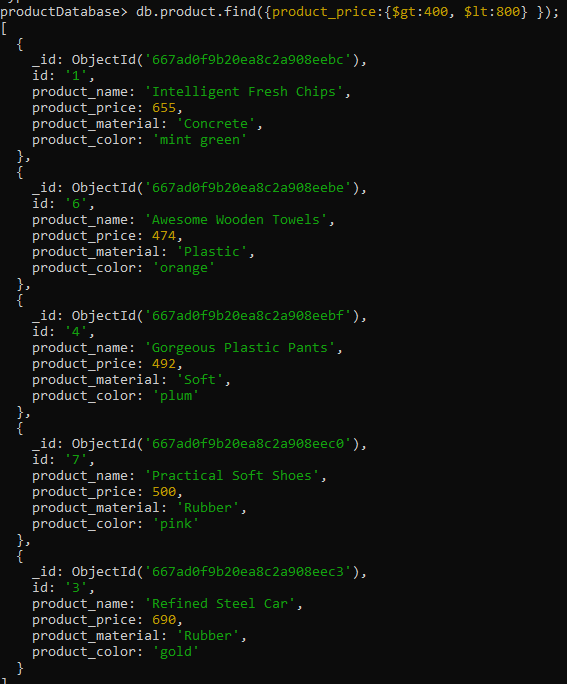 productDatabase> db.product.find({product_price:{$gt:400, $lt:800} });
[
  {
    _id: ObjectId('667ad0f9b20ea8c2a908eebc'),
    id: '1',
    product_name: 'Intelligent Fresh Chips',
    product_price: 655,
    product_material: 'Concrete',
    product_color: 'mint green'
  },
  {
    _id: ObjectId('667ad0f9b20ea8c2a908eebe'),
    id: '6',
    product_name: 'Awesome Wooden Towels',
    product_price: 474,
    product_material: 'Plastic',
    product_color: 'orange'
  },
  {
    _id: ObjectId('667ad0f9b20ea8c2a908eebf'),
    id: '4',
    product_name: 'Gorgeous Plastic Pants',
    product_price: 492,
    product_material: 'Soft',
    product_color: 'plum'
  },
  {
    _id: ObjectId('667ad0f9b20ea8c2a908eec0'),
    id: '7',
    product_name: 'Practical Soft Shoes',
    product_price: 500,
    product_material: 'Rubber',
    product_color: 'pink'
  },
  {
    _id: ObjectId('667ad0f9b20ea8c2a908eec3'),
    id: '3',
    product_name: 'Refined Steel Car',
    product_price: 690,
    product_material: 'Rubber',
    product_color: 'gold'
  }